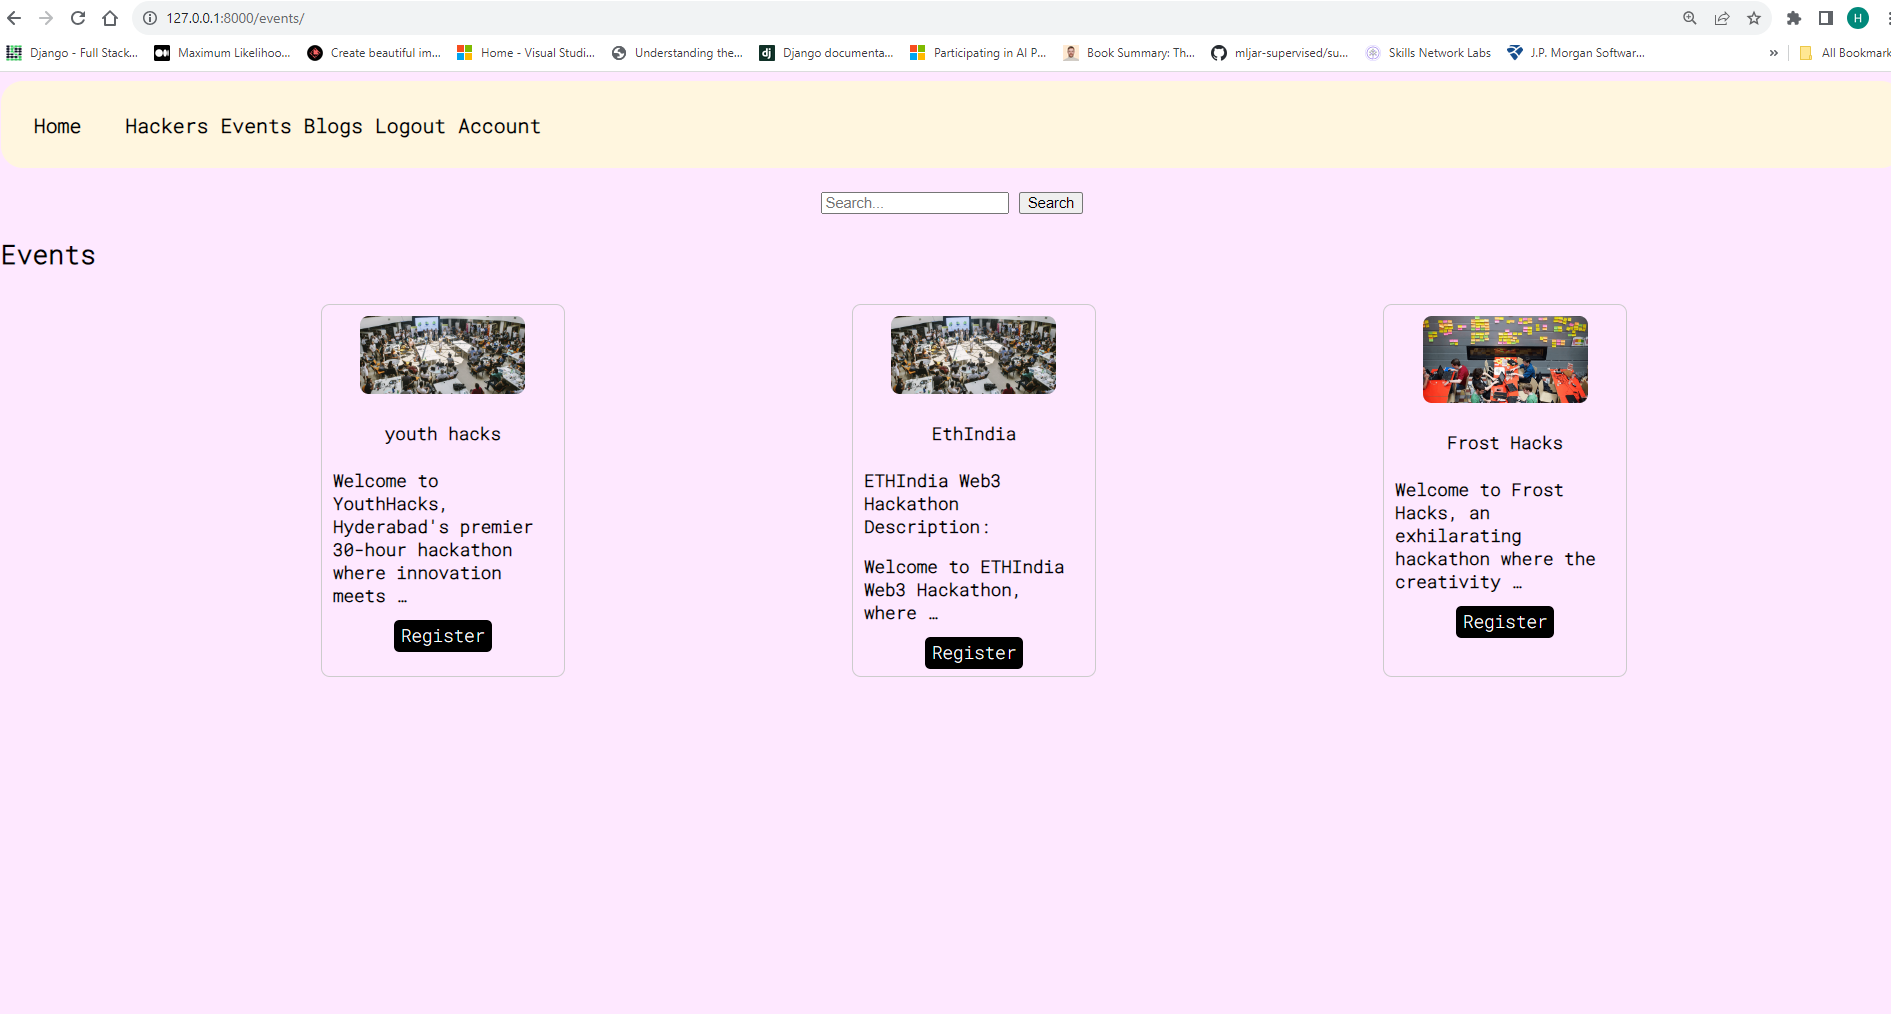 127.0.0.1:8000/events/
H
Django - Full Stack... Maximum Likelihoo... Create beautiful im... Home - Visual Studi... Understanding the... dj Django documenta... Participating in AI P... Book Summary: Th... mljar-supervised/su... Skills Network Labs J.P. Morgan Softwar... » All Bookmark
Home Hackers Events Blogs Logout Account
Search... Search
Events
youth hacks
Welcome to
YouthHacks,
Hyderabad's premier
30-hour hackathon
where innovation
meets …
Register
EthIndia
ETHIndia Web3
Hackathon
Description:
Welcome to ETHIndia
Web3 Hackathon,
where …
Register
Frost Hacks
Welcome to Frost
Hacks, an
exhilarating
hackathon where the
creativity …
Register